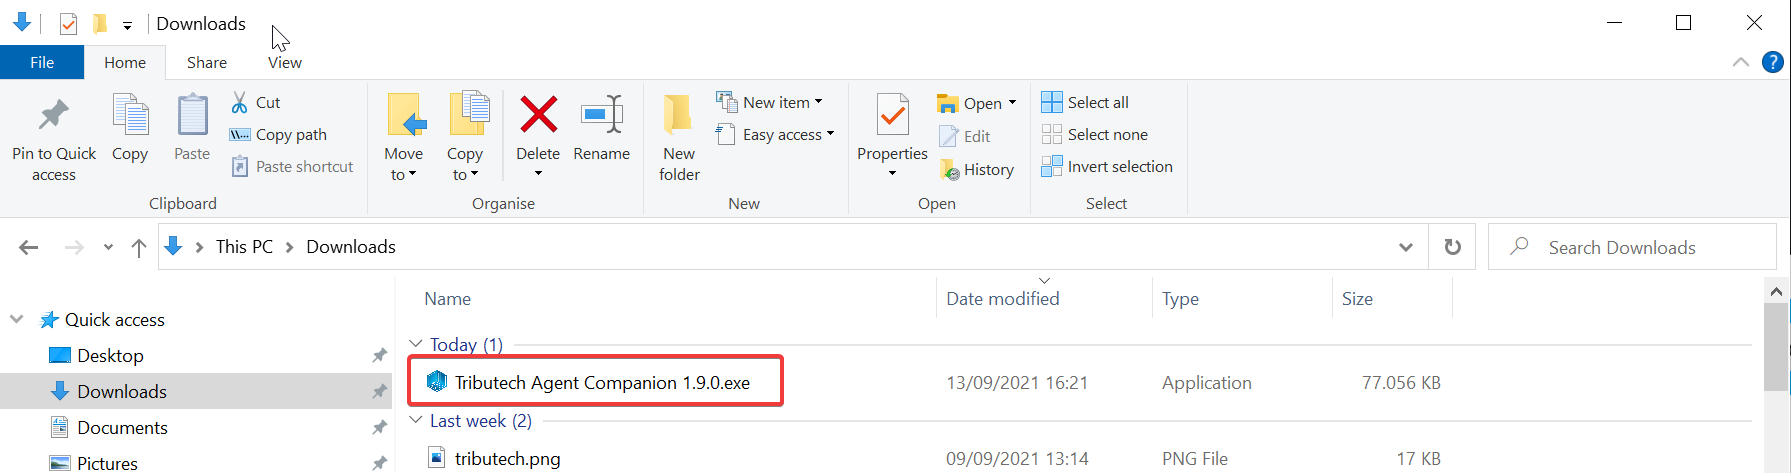 Downloads
File Home Share View
Pin to Quick access
Copy
Paste
Cut
Copy path
Paste shortcut
Clipboard
Move to
Copy to
Delete
Rename
Organise
New folder
New item
Easy access
New
Properties
Open
Edit
History
Open
Select all
Select none
Invert selection
Select
This PC > Downloads
Search Downloads
Quick access
Desktop
Downloads
Documents
Pictures
Name Date modified Type Size
Today (1)
Tributech Agent Companion 1.9.0.exe 13/09/2021 16:21 Application 77.056 KB
Last week (2)
tributech.png 09/09/2021 13:14 PNG File 17 KB